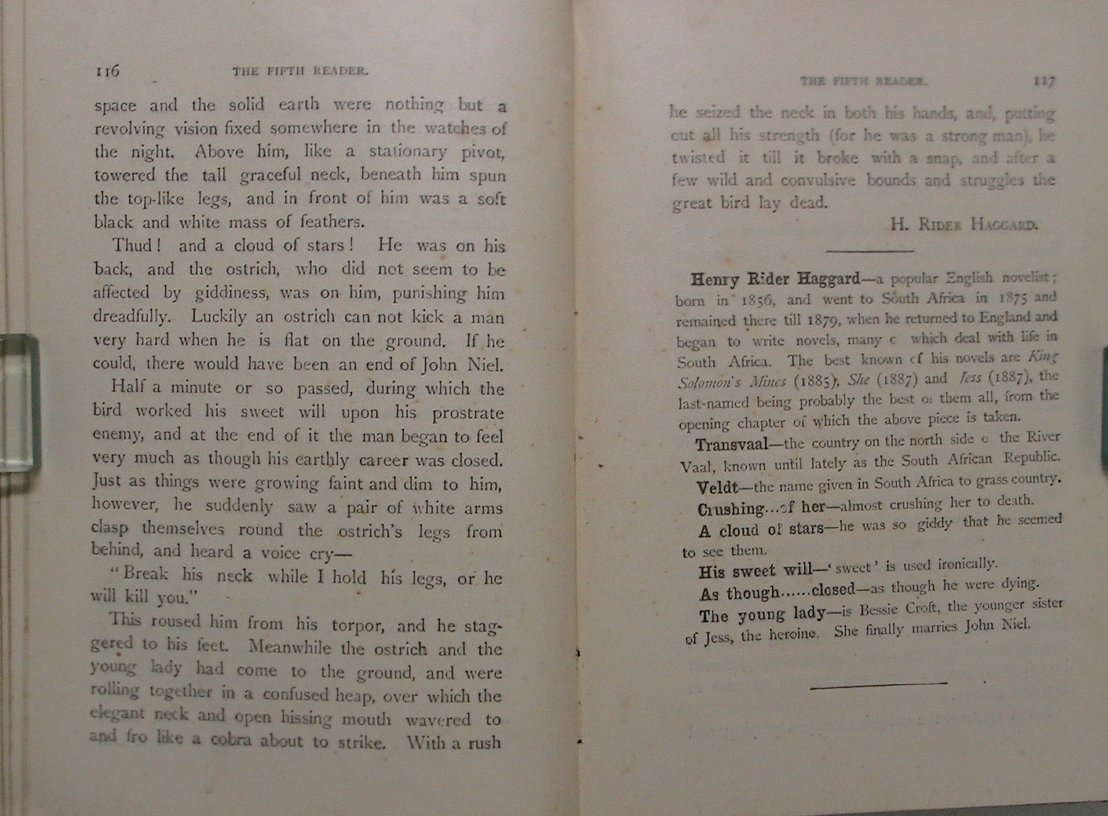 116 THE FIFTH READER.
space and the solid earth were nothing but a
revolving vision fixed somewhere in the watches of
the night. Above him, like a stationary pivot,
towered the tall graceful neck, beneath him spun
the top-like legs, and in front of him was a soft
black and white mass of feathers.
Thud! and a cloud of stars! He was on his
back, and the ostrich, who did not seem to be
affected by giddiness, was on him, punishing him
dreadfully. Luckily an ostrich can not kick a man
very hard when he is flat on the ground. If he
could, there would have been an end of John Niel.
Half a minute or so passed, during which the
bird worked his sweet will upon his prostrate
enemy, and at the end of it the man began to feel
very much as though his earthly career was closed.
Just as things were growing faint and dim to him,
however, he suddenly saw a pair of white arms
clasp themselves round the ostrich's legs from
behind, and heard a voice cry—
"Break his neck while I hold his legs, or he
will kill you."
This roused him from his torpor, and he stag-
gered to his feet. Meanwhile the ostrich and the
young lady had come to the ground, and were
rolling together in a confused heap, over which the
elegant neck and open hissing mouth wavered to
and fro like a cobra about to strike. With a rush
THE FIFTH READER. 117
he seized the neck in both his hands, and, putting
out all his strength (for he was a strong man), he
twisted it till it broke with a snap, and after a
few wild and convulsive bounds and struggles the
great bird lay dead.
H. RIDER HAGGARD.
Henry Rider Haggard—a popular English novelist;
born in 1856, and went to South Africa in 1875 and
remained there till 1879, when he returned to England and
began to write novels, many c which deal with life in
South Africa. The best known of his novels are King
Solomon's Mines (1885), She (1887) and Jess (1887), the
last-named being probably the best of them all, from the
opening chapter of which the above piece is taken.
Transvaal—the country on the north side c the River
Vaal, known until lately as the South African Republic.
Veldt—the name given in South Africa to grass country.
Crushing...of her—almost crushing her to death.
A cloud of stars—he was so giddy that he seemed
to see them.
His sweet will—'sweet' is used ironically.
As though......closed—as though he were dying.
The young lady—is Bessie Croft, the younger sister
of Jess, the heroine. She finally marries John Niel.